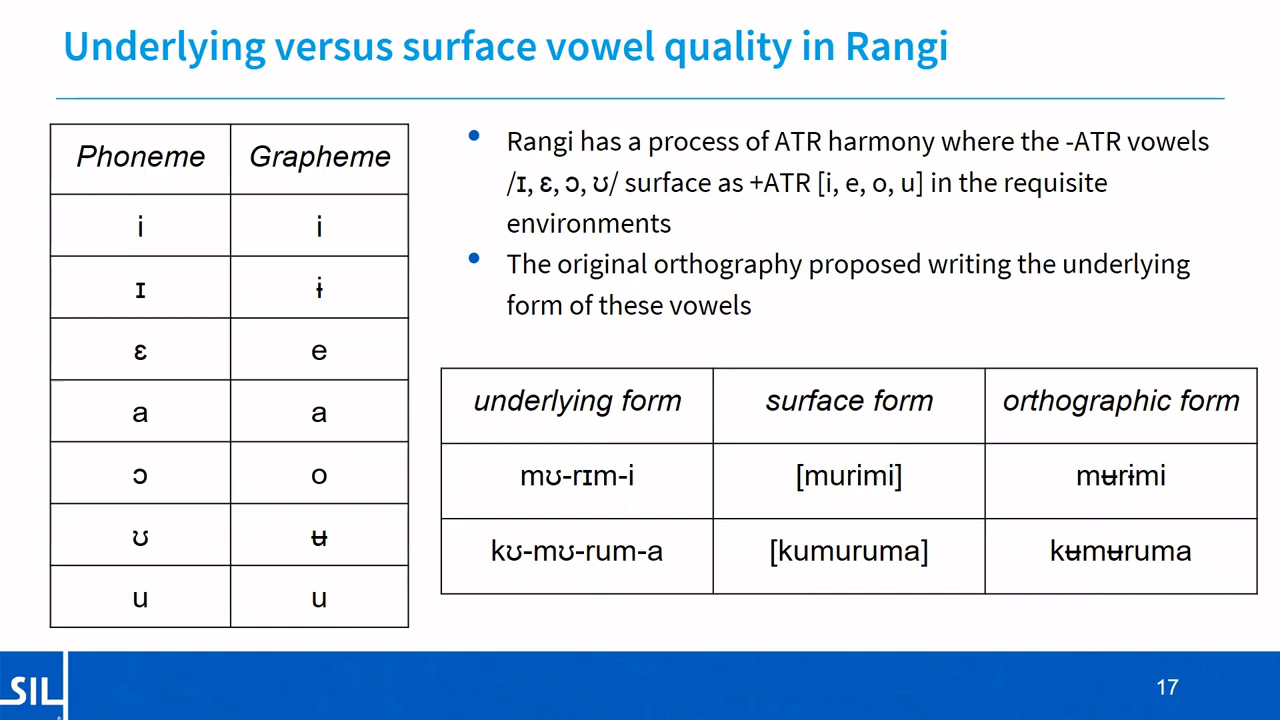 Underlying versus surface vowel quality in Rangi
Phoneme Grapheme
i i
ɪ ɨ
ɛ e
a a
ɔ o
ʊ ʉ
u u
• Rangi has a process of ATR harmony where the -ATR vowels
/ɪ, ɛ, ɔ, ʊ/ surface as +ATR [i, e, o, u] in the requisite
environments
• The original orthography proposed writing the underlying
form of these vowels
underlying form surface form orthographic form
mʊ-rɪm-i [murimi] mʉrɨmi
kʊ-mʊ-rum-a [kumuruma] kʉmʉruma
SIL
17